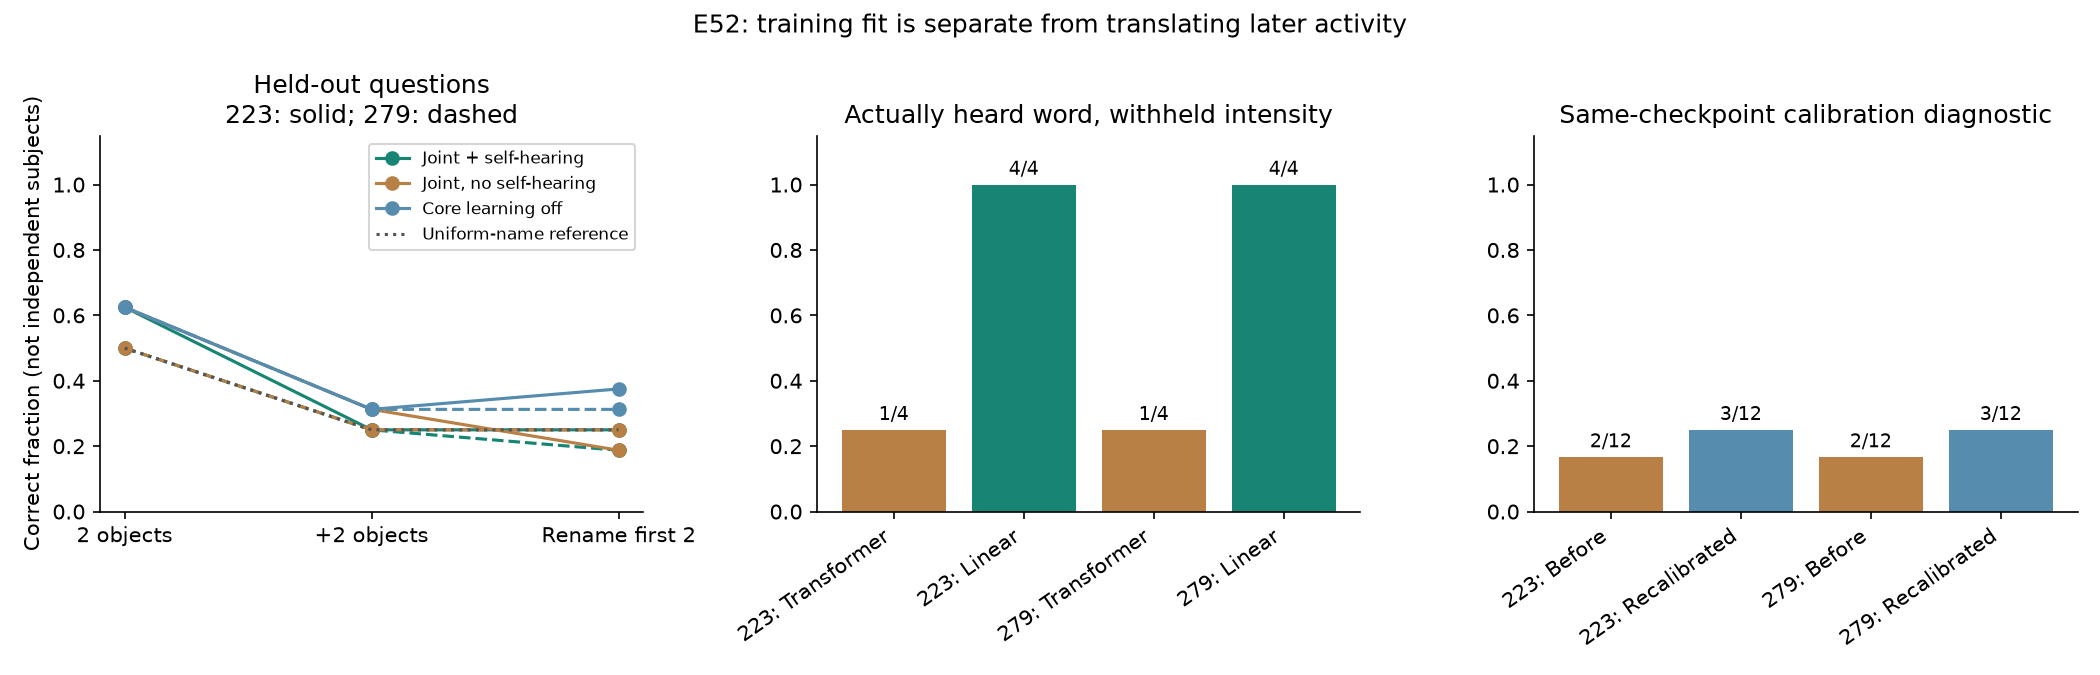 E52: training fit is separate from translating later activity
Held-out questions
223: solid; 279: dashed
Correct fraction (not independent subjects)
1.0
0.8
0.6
0.4
0.2
0.0
Joint + self-hearing
Joint, no self-hearing
Core learning off
Uniform-name reference
2 objects
+2 objects
Rename first 2
Actually heard word, withheld intensity
1.0
0.8
0.6
0.4
0.2
0.0
1/4
4/4
1/4
4/4
223: Transformer
223: Linear
279: Transformer
279: Linear
Same-checkpoint calibration diagnostic
1.0
0.8
0.6
0.4
0.2
0.0
2/12
3/12
2/12
3/12
223: Before
223: Recalibrated
279: Before
279: Recalibrated